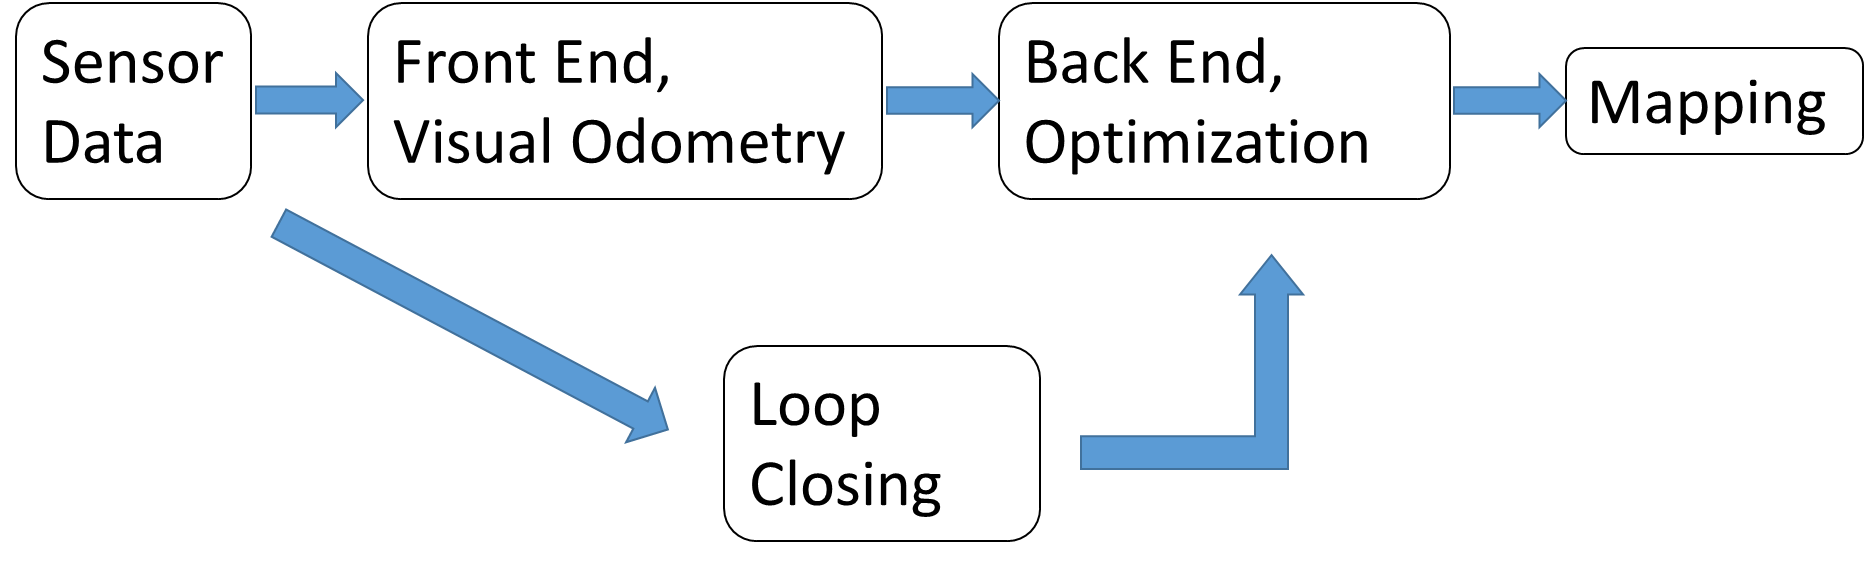 Sensor
Data
Front End,
Visual Odometry
Back End,
Optimization
Mapping
Loop
Closing